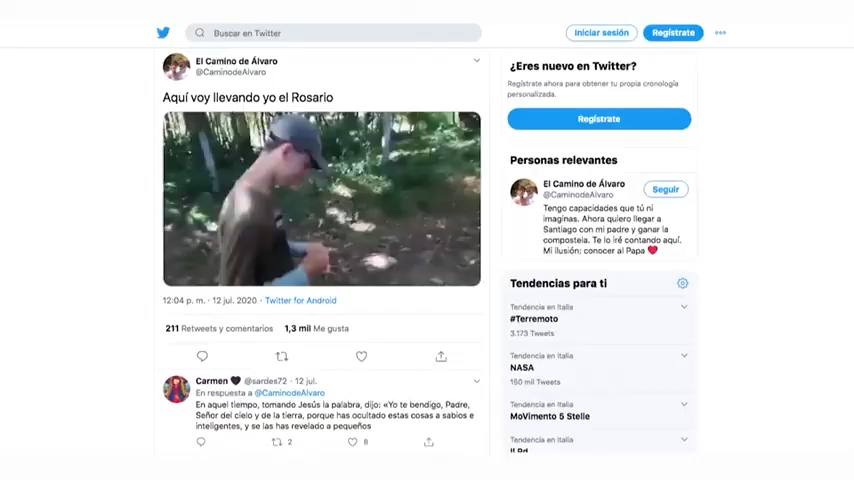 Buscar en Twitter
Iniciar sesión
Regístrate
El Camino de Álvaro
@CaminodeAlvaro
Aquí voy llevando yo el Rosario
12:04 p. m. · 12 jul. 2020 · Twitter for Android
211 Retweets y comentarios 1,3 mil Me gusta
Carmen @sardes72 · 12 jul.
En respuesta a @CaminodeAlvaro
En aquel tiempo, tomando Jesús la palabra, dijo: «Yo te bendigo, Padre,
Señor del cielo y de la tierra, porque has ocultado estas cosas a sabios e
inteligentes, y se las has revelado a pequeños
2
8
¿Eres nuevo en Twitter?
Regístrate ahora para obtener tu propia cronología
personalizada.
Regístrate
Personas relevantes
El Camino de Álvaro
@CaminodeAlvaro
Seguir
Tengo capacidades que tú ni
imaginas. Ahora quiero llegar a
Santiago con mi padre y ganar la
compostela. Te lo iré contando aquí.
Mi ilusión: conocer al Papa
Tendencias para ti
Tendencia en Italia
#Terremoto
3.173 Tweets
Tendencia en Italia
NASA
150 mil Tweets
Tendencia en Italia
MoVimento 5 Stelle
Tendencia en Italia